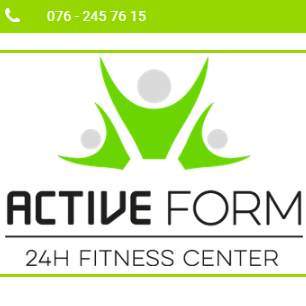 076 - 245 76 15
ACTIVE FORM
24H FITNESS CENTER